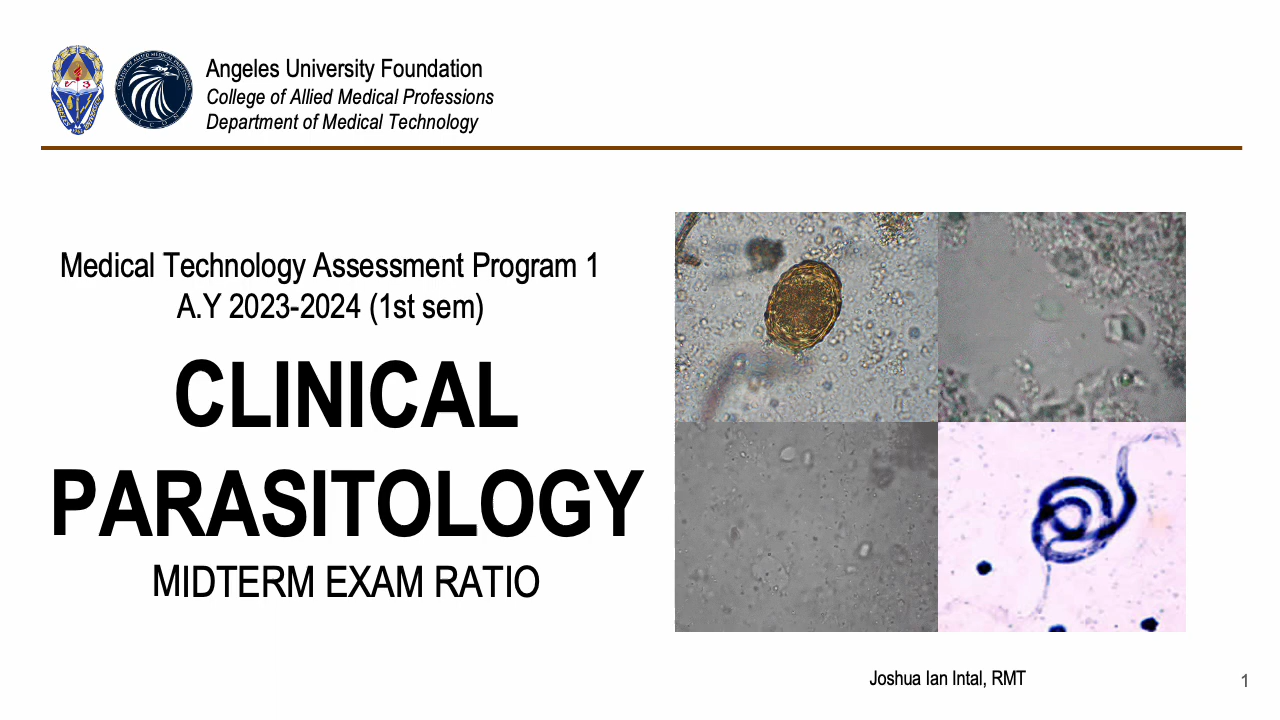 Angeles University Foundation
College of Allied Medical Professions
Department of Medical Technology
Medical Technology Assessment Program 1
A.Y 2023-2024 (1st sem)
CLINICAL
PARASITOLOGY
MIDTERM EXAM RATIO
Joshua Ian Intal, RMT
1